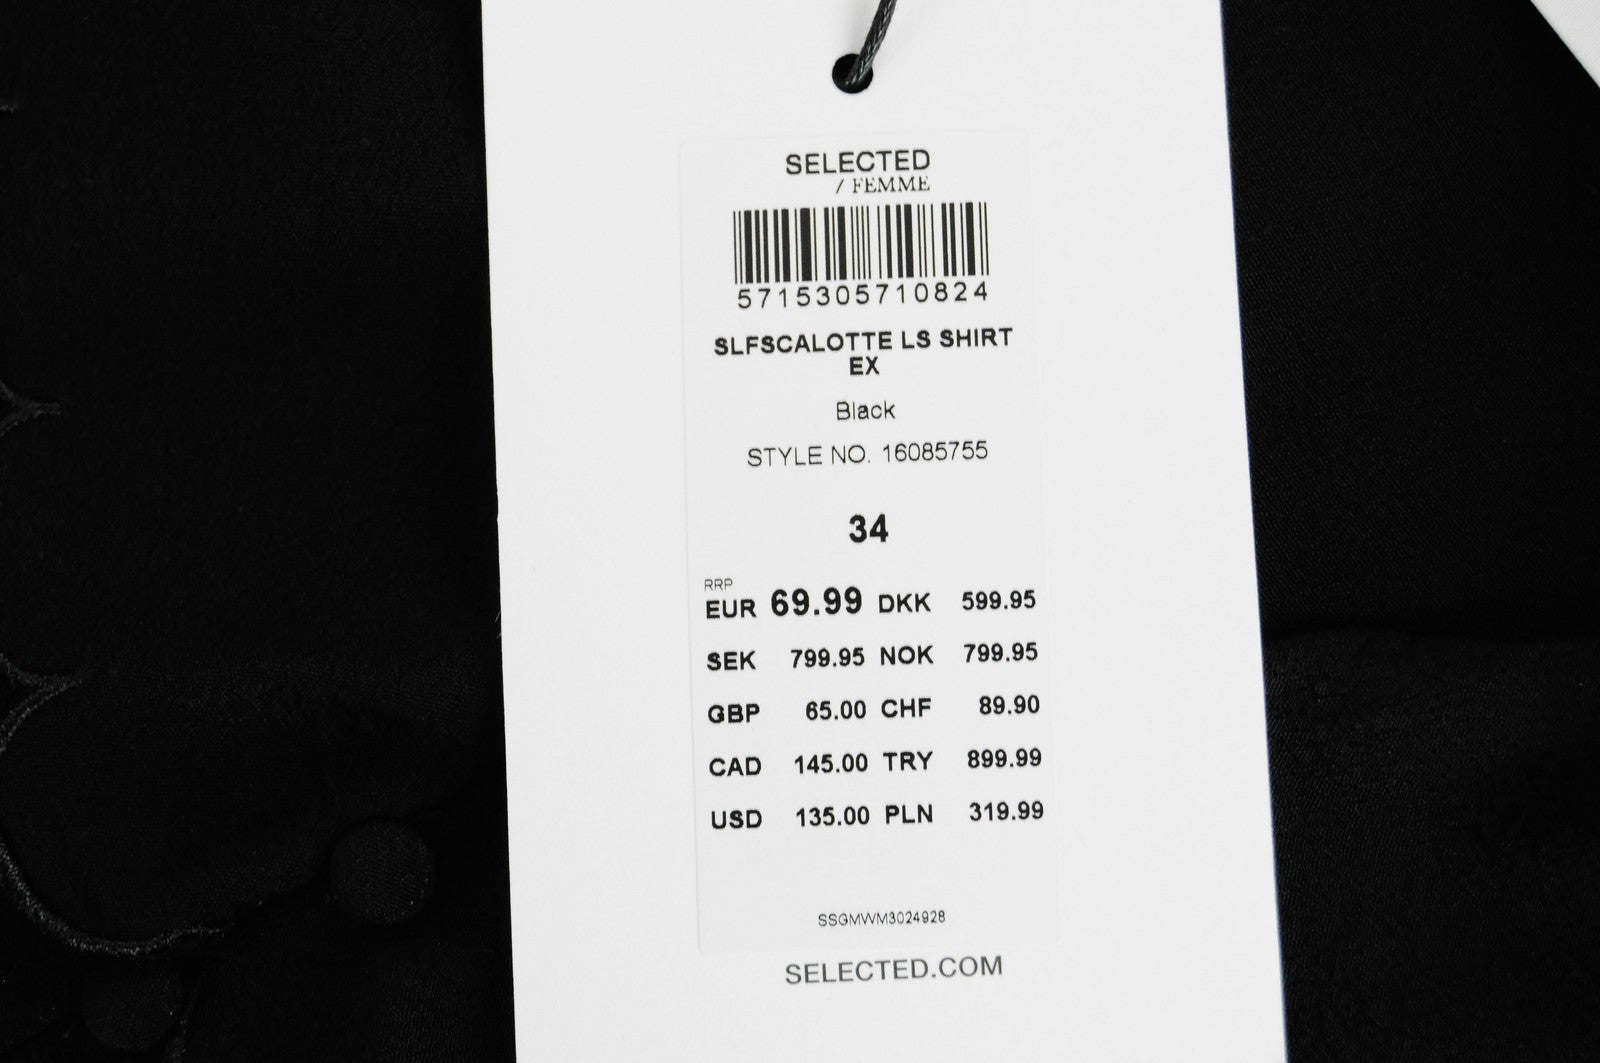 SELECTED
/ FEMME
5715305710824
SLFSCALOTTE LS SHIRT
EX
Black
STYLE NO. 16085755
34
RRP
EUR 69.99 DKK 599.95
SEK 799.95 NOK 799.95
GBP 65.00 CHF 89.90
CAD 145.00 TRY 899.99
USD 135.00 PLN 319.99
SSGMWM3024928
SELECTED.COM